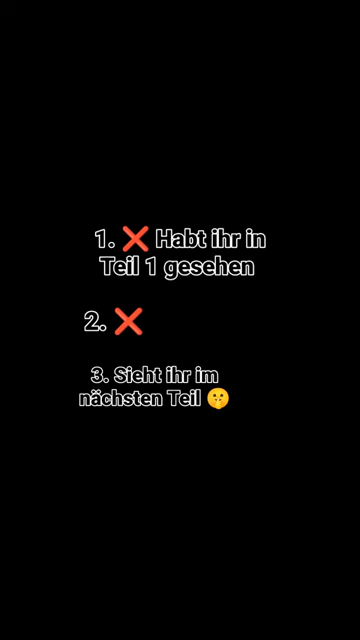 1. ❌ Habt ihr in
Teil 1 gesehen
2. ❌
3. Sieht ihr im
nächsten Teil 🤫